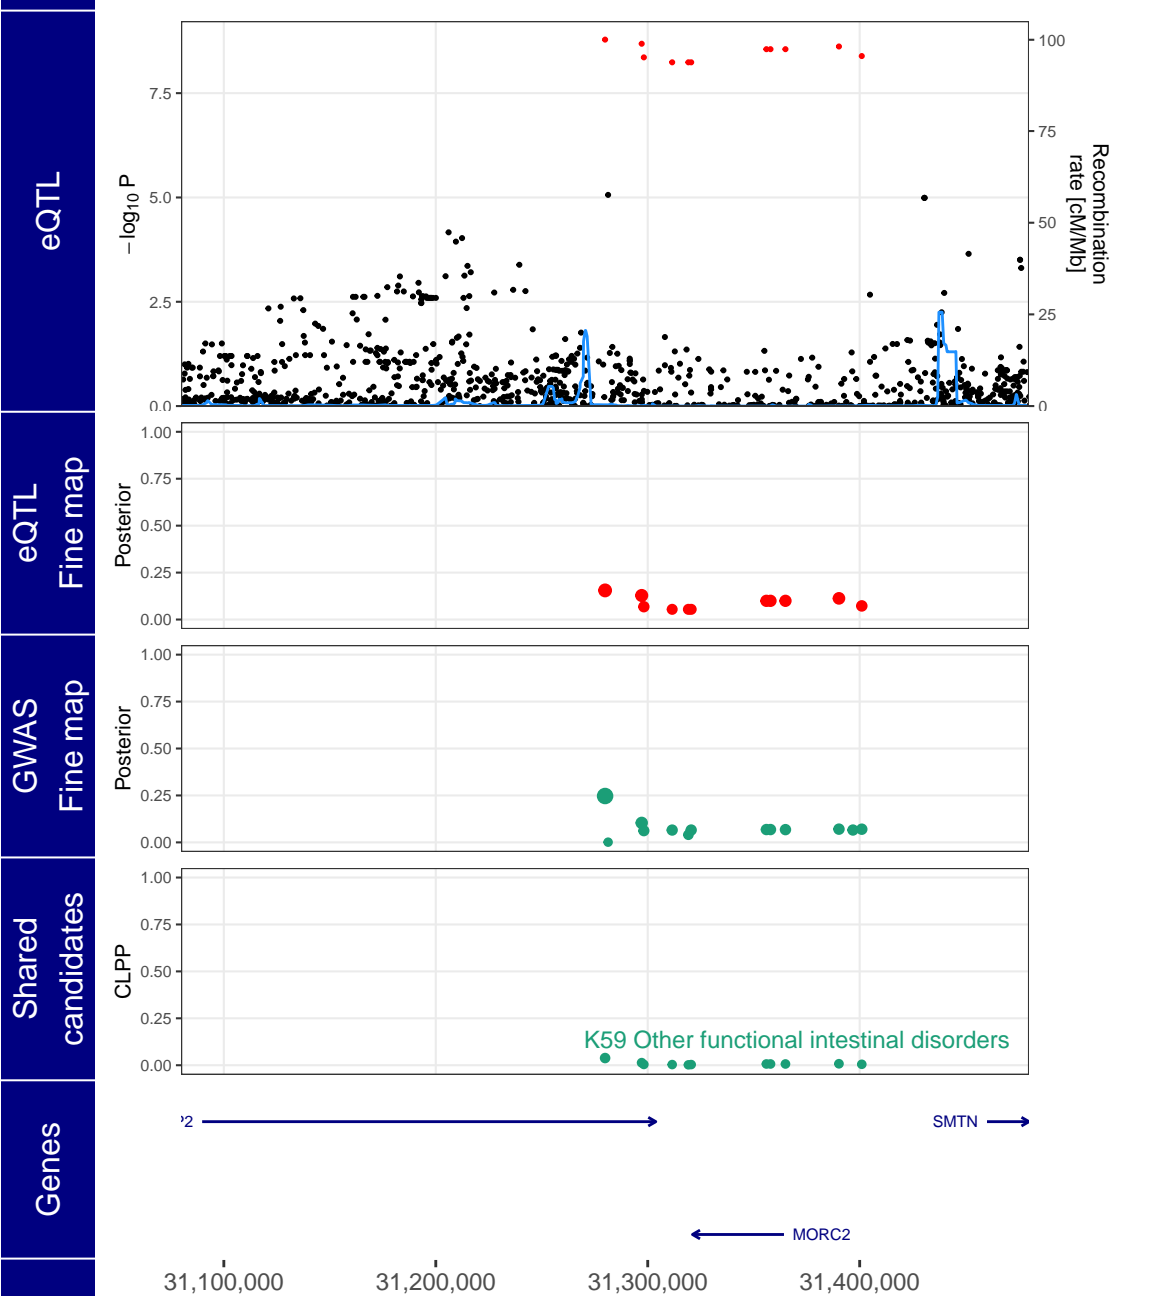 eQTL
−log10 P
7.5
5.0
2.5
0.0
100
75
50
25
0
Recombination
rate [cM/Mb]
eQTL
Fine map
Posterior
1.00
0.75
0.50
0.25
0.00
GWAS
Fine map
Posterior
1.00
0.75
0.50
0.25
0.00
Shared
candidates
CLPP
1.00
0.75
0.50
0.25
0.00
K59 Other functional intestinal disorders
Genes
P2
SMTN
MORC2
31,100,000
31,200,000
31,300,000
31,400,000